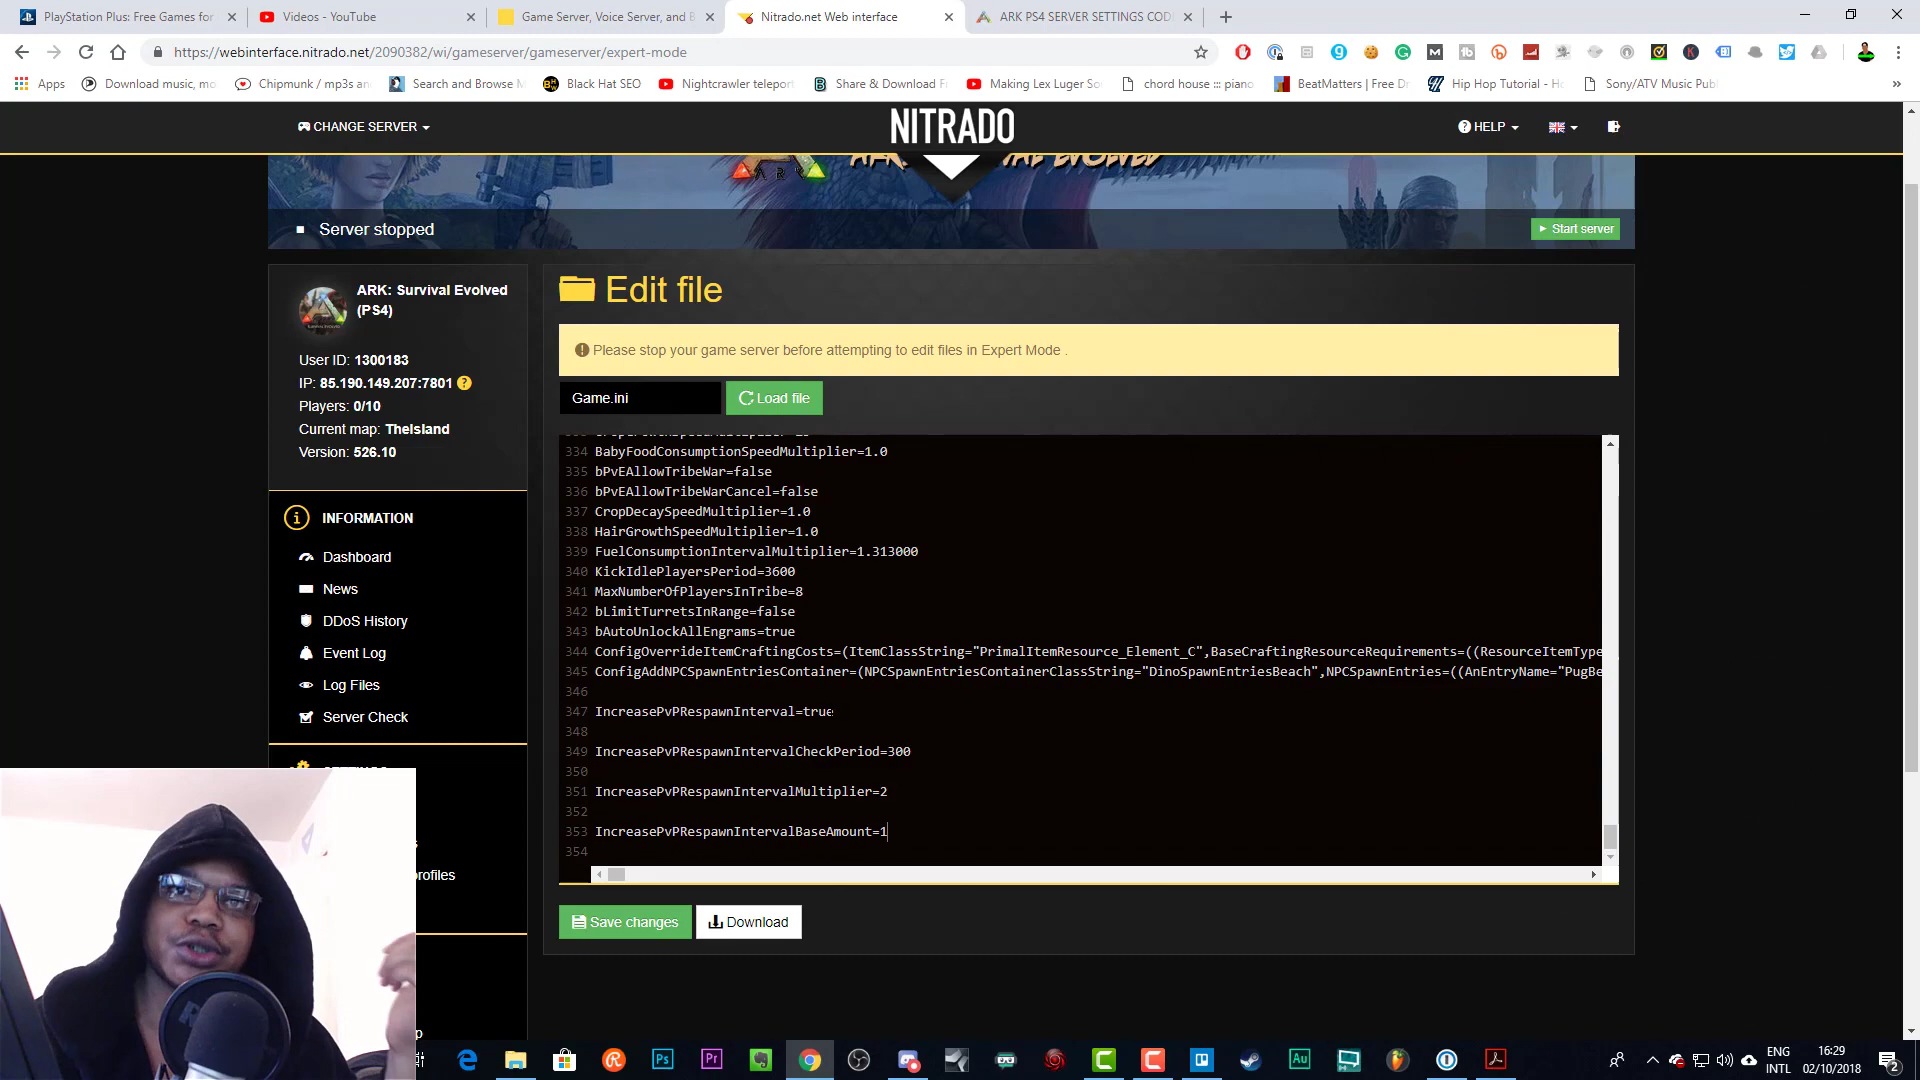 PlayStation Plus: Free Games for
Videos - YouTube
Game Server, Voice Server, and
Nitrado.net Web interface
ARK PS4 SERVER SETTINGS COD
https://webinterface.nitrado.net/2090382/wi/gameserver/gameserver/expert-mode
Apps
Download music, mo
Chipmunk / mp3s an
Search and Browse
Black Hat SEO
Nightcrawler teleport
Share & Download F
Making Lex Luger So
chord house ::: piano
BeatMatters | Free Dr
Hip Hop Tutorial - Ho
Sony/ATV Music Publ
CHANGE SERVER
NITRADO
HELP
Server stopped
Start server
ARK: Survival Evolved
(PS4)
User ID: 1300183
IP: 85.190.149.207:7801
Players: 0/10
Current map: TheIsland
Version: 526.10
INFORMATION
Dashboard
News
DDoS History
Event Log
Log Files
Server Check
rofiles
Edit file
Please stop your game server before attempting to edit files in Expert Mode .
Game.ini
Load file
334 BabyFoodConsumptionSpeedMultiplier=1.0
335 bPvEAllowTribeWar=false
336 bPvEAllowTribeWarCancel=false
337 CropDecaySpeedMultiplier=1.0
338 HairGrowthSpeedMultiplier=1.0
339 FuelConsumptionIntervalMultiplier=1.313000
340 KickIdlePlayersPeriod=3600
341 MaxNumberOfPlayersInTribe=8
342 bLimitTurretsInRange=false
343 bAutoUnlockAllEngrams=true
344 ConfigOverrideItemCraftingCosts=(ItemClassString="PrimalItemResource_Element_C",BaseCraftingResourceRequirements=((ResourceItemType
345 ConfigAddNPCSpawnEntriesContainer=(NPCSpawnEntriesContainerClassString="DinoSpawnEntriesBeach",NPCSpawnEntries=((AnEntryName="PugBe
346
347 IncreasePvPRespawnInterval=true
348
349 IncreasePvPRespawnIntervalCheckPeriod=300
350
351 IncreasePvPRespawnIntervalMultiplier=2
352
353 IncreasePvPRespawnIntervalBaseAmount=1
354
Save changes
Download
ENG
INTL
16:29
02/10/2018
2